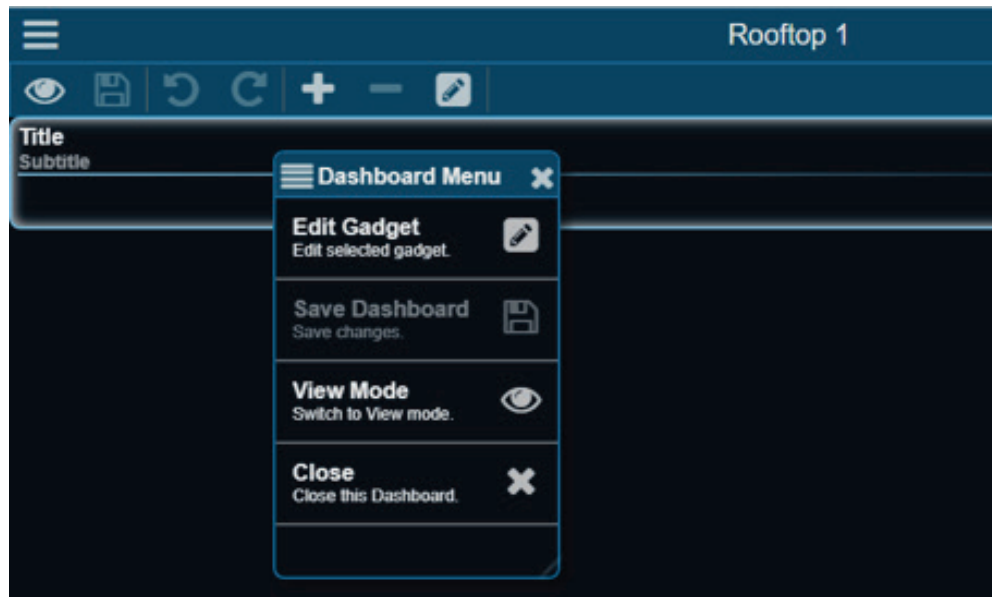 Rooftop 1
Title
Subtitle
Dashboard Menu
Edit Gadget
Edit selected gadget.
Save Dashboard
Save changes.
View Mode
Switch to View mode.
Close
Close this Dashboard.